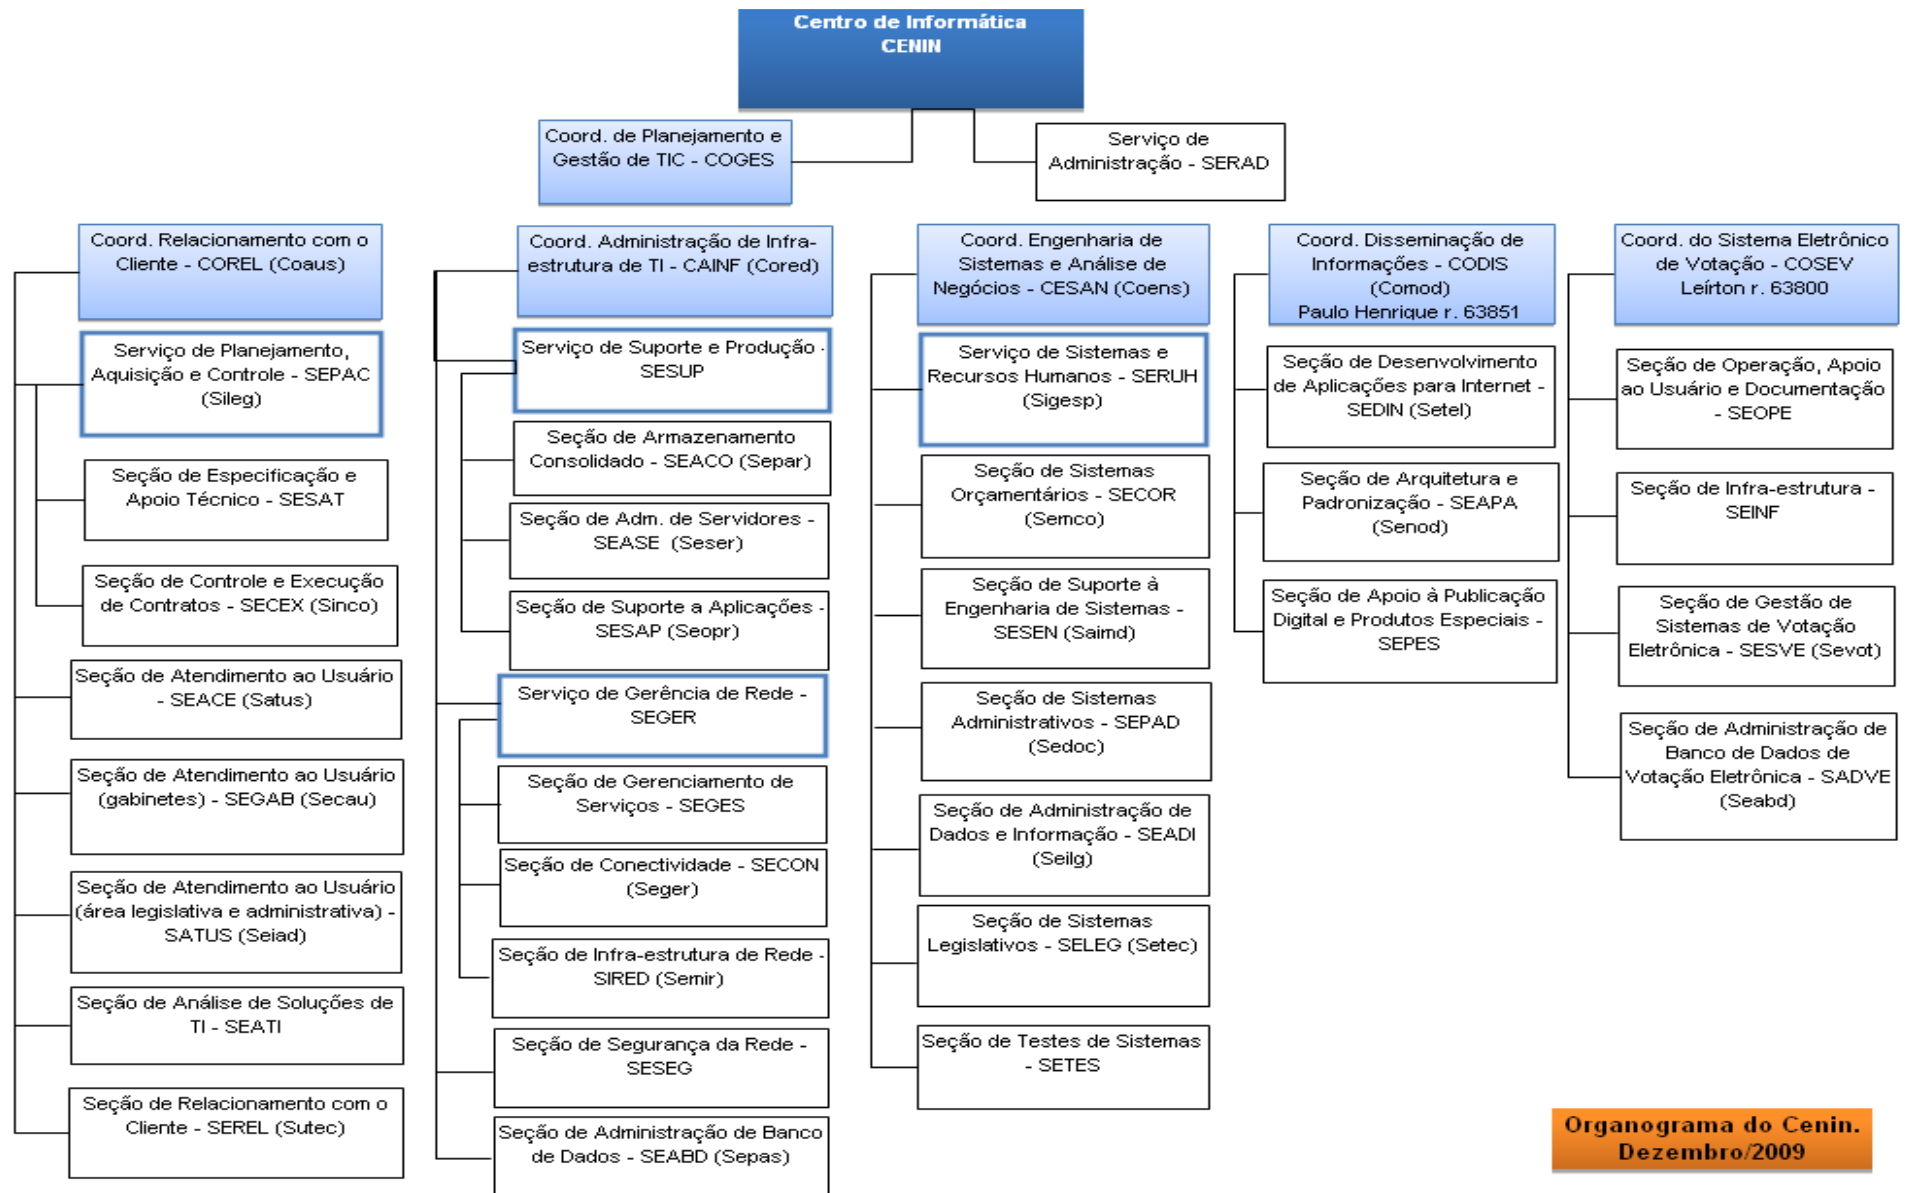 Centro de Informática
CENIN
Coord. de Planejamento e
Gestão de TIC - COGES
Serviço de
Administração - SERAD
Coord. Relacionamento com o
Cliente - COREL (Coaus)
Serviço de Planejamento,
Aquisição e Controle - SEPAC
(Sileg)
Seção de Especificação e
Apoio Técnico - SESAT
Seção de Controle e Execução
de Contratos - SECEX (Sinco)
Seção de Atendimento ao Usuário
- SEACE (Satus)
Seção de Atendimento ao Usuário
(gabinetes) - SEGAB (Secau)
Seção de Atendimento ao Usuário
(área legislativa e administrativa) -
SATUS (Seiad)
Seção de Análise de Soluções de
TI - SEATI
Seção de Relacionamento com o
Cliente - SEREL (Sutec)
Coord. Administração de Infra-
estrutura de TI - CAINF (Cored)
Serviço de Suporte e Produção -
SESUP
Seção de Armazenamento
Consolidado - SEACO (Separ)
Seção de Adm. de Servidores -
SEASE (Seser)
Seção de Suporte a Aplicações -
SESAP (Seopr)
Serviço de Gerência de Rede -
SEGER
Seção de Gerenciamento de
Serviços - SEGES
Seção de Conectividade - SECON
(Seger)
Seção de Infra-estrutura de Rede -
SIRED (Semir)
Seção de Segurança da Rede -
SESEG
Seção de Administração de Banco
de Dados - SEABD (Sepas)
Coord. Engenharia de
Sistemas e Análise de
Negócios - CESAN (Coens)
Serviço de Sistemas e
Recursos Humanos - SERUH
(Sigesp)
Seção de Sistemas
Orçamentários - SECOR
(Semco)
Seção de Suporte à
Engenharia de Sistemas -
SESEN (Saimd)
Seção de Sistemas
Administrativos - SEPAD
(Sedoc)
Seção de Administração de
Dados e Informação - SEADI
(Seilg)
Seção de Sistemas
Legislativos - SELEG (Setec)
Seção de Testes de Sistemas
- SETES
Coord. Disseminação de
Informações - CODIS
(Comod)
Paulo Henrique r. 63851
Seção de Desenvolvimento
de Aplicações para Internet -
SEDIN (Setel)
Seção de Arquitetura e
Padronização - SEAPA
(Senod)
Seção de Apoio à Publicação
Digital e Produtos Especiais -
SEPES
Coord. do Sistema Eletrônico
de Votação - COSEV
Leírton r. 63800
Seção de Operação, Apoio
ao Usuário e Documentação
- SEOPE
Seção de Infra-estrutura -
SEINF
Seção de Gestão de
Sistemas de Votação
Eletrônica - SESVE (Sevot)
Seção de Administração de
Banco de Dados de
Votação Eletrônica - SADVE
(Seabd)
Organograma do Cenin.
Dezembro/2009